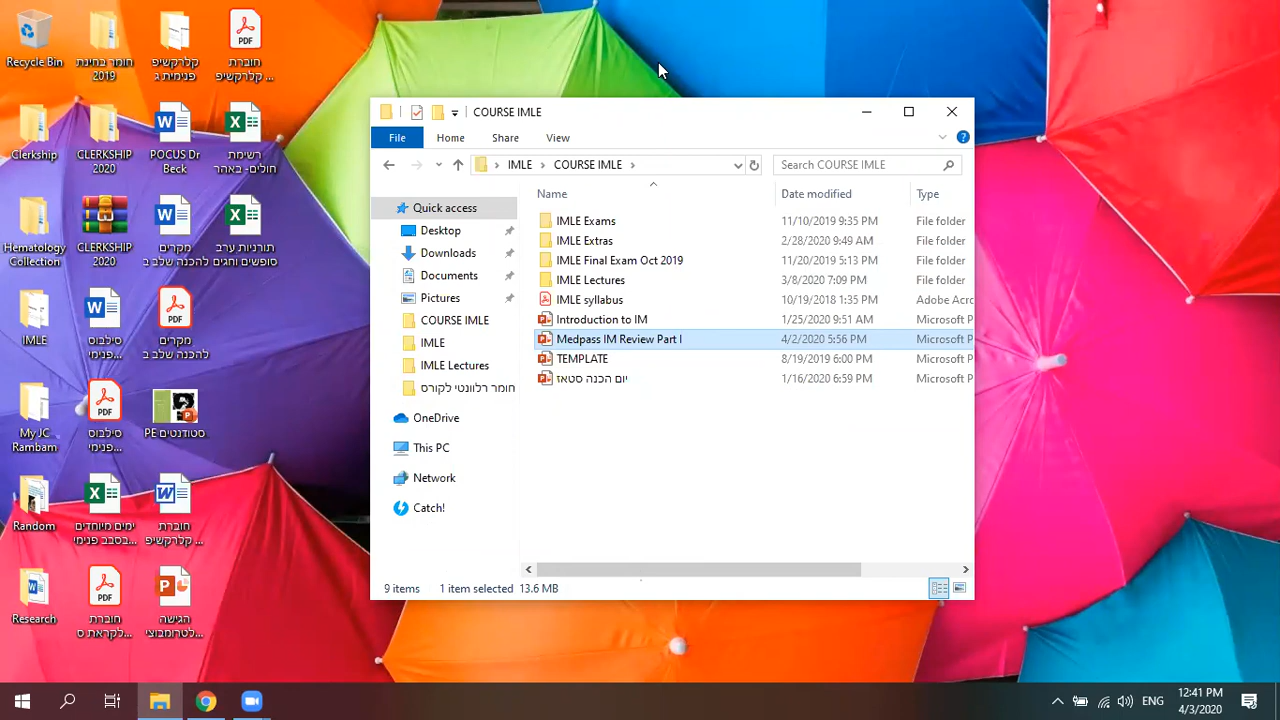 Recycle Bin
חומר בחינת
2019
קלרקשיפ
פנימית ג
חוברת
קלרקשיפ ...
Clerkship
CLERKSHIP
2020
POCUS Dr
Beck
רשימת
חולים- באהר
Hematology
Collection
CLERKSHIP
2020
מקרים
להכנה שלב ב
תורניות ערב
סופשים וחגים
IMLE
סילבוס
פנימי...
מקרים
להכנה שלב ב
My JC
Rambam
סילבוס
פנימי...
סטודנטים PE
Random
ימים מיוחדים
בסבב פנימי...
חוברת
קלרקשיפ ...
Research
חוברת
לקראת ס...
הגישה
לטרומבוצי...
COURSE IMLE
File
Home
Share
View
IMLE
COURSE IMLE
Search COURSE IMLE
Name
Date modified
Type
Quick access
Desktop
Downloads
Documents
Pictures
COURSE IMLE
IMLE
IMLE Lectures
חומר רלוונטי לקורס
OneDrive
This PC
Network
Catch!
IMLE Exams 11/10/2019 9:35 PM File folder
IMLE Extras 2/28/2020 9:49 AM File folder
IMLE Final Exam Oct 2019 11/20/2019 5:13 PM File folder
IMLE Lectures 3/8/2020 7:09 PM File folder
IMLE syllabus 10/19/2018 1:35 PM Adobe Acro
Introduction to IM 1/25/2020 9:51 AM Microsoft P
Medpass IM Review Part I 4/2/2020 5:56 PM Microsoft P
TEMPLATE 8/19/2019 6:00 PM Microsoft P
יום הכנה סטאז 1/16/2020 6:59 PM Microsoft P
9 items 1 item selected 13.6 MB
ENG
12:41 PM
4/3/2020